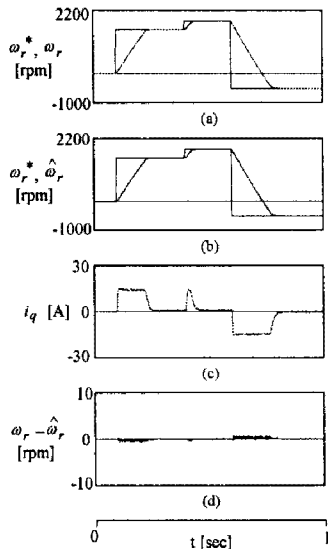 2200
ωr*, ωr
[rpm]
-1000
(a)
2200
ωr*, ω̂r
[rpm]
-1000
(b)
30
iq [A] 0
-30
(c)
10
ωr – ω̂r 0
[rpm]
-10
(d)
0 1
t [sec]